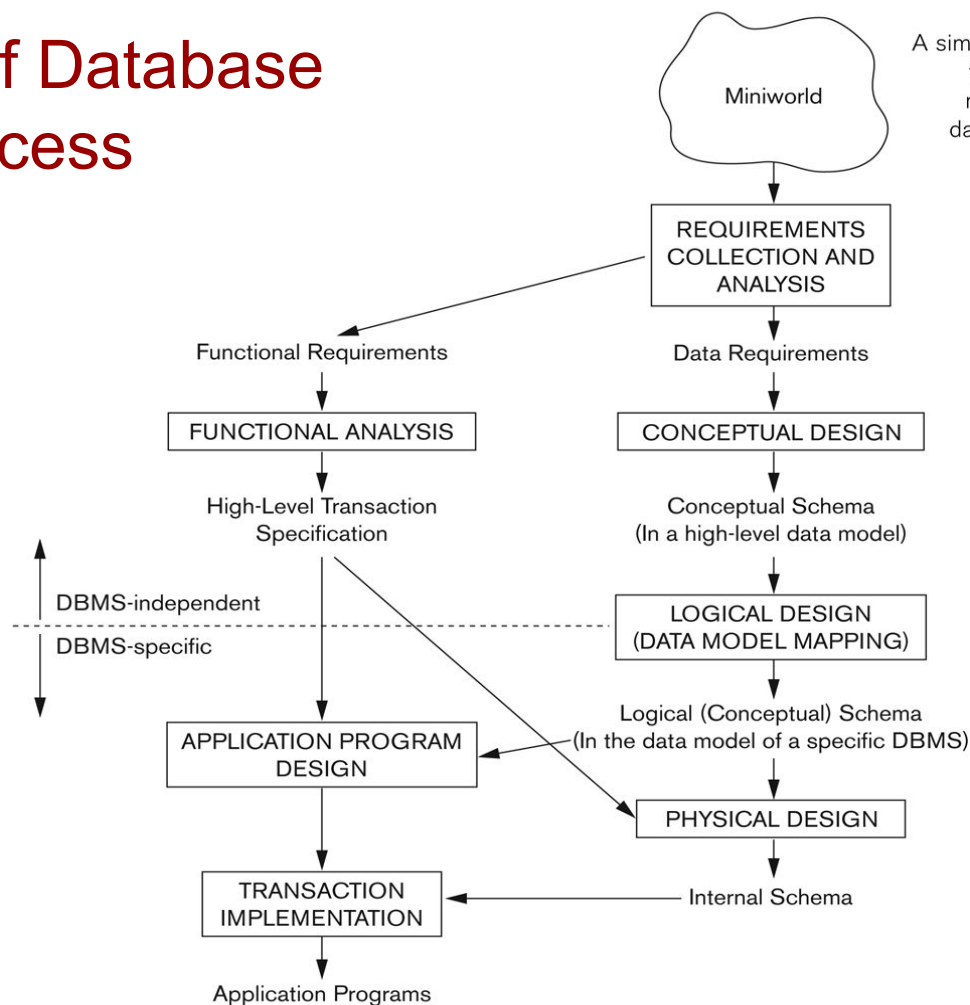 f Database
cess
A sim
Miniworld
da
REQUIREMENTS
COLLECTION AND
ANALYSIS
Functional Requirements
Data Requirements
FUNCTIONAL ANALYSIS
CONCEPTUAL DESIGN
High-Level Transaction
Specification
Conceptual Schema
(In a high-level data model)
DBMS-independent
DBMS-specific
LOGICAL DESIGN
(DATA MODEL MAPPING)
Logical (Conceptual) Schema
(In the data model of a specific DBMS)
APPLICATION PROGRAM
DESIGN
PHYSICAL DESIGN
TRANSACTION
IMPLEMENTATION
Internal Schema
Application Programs